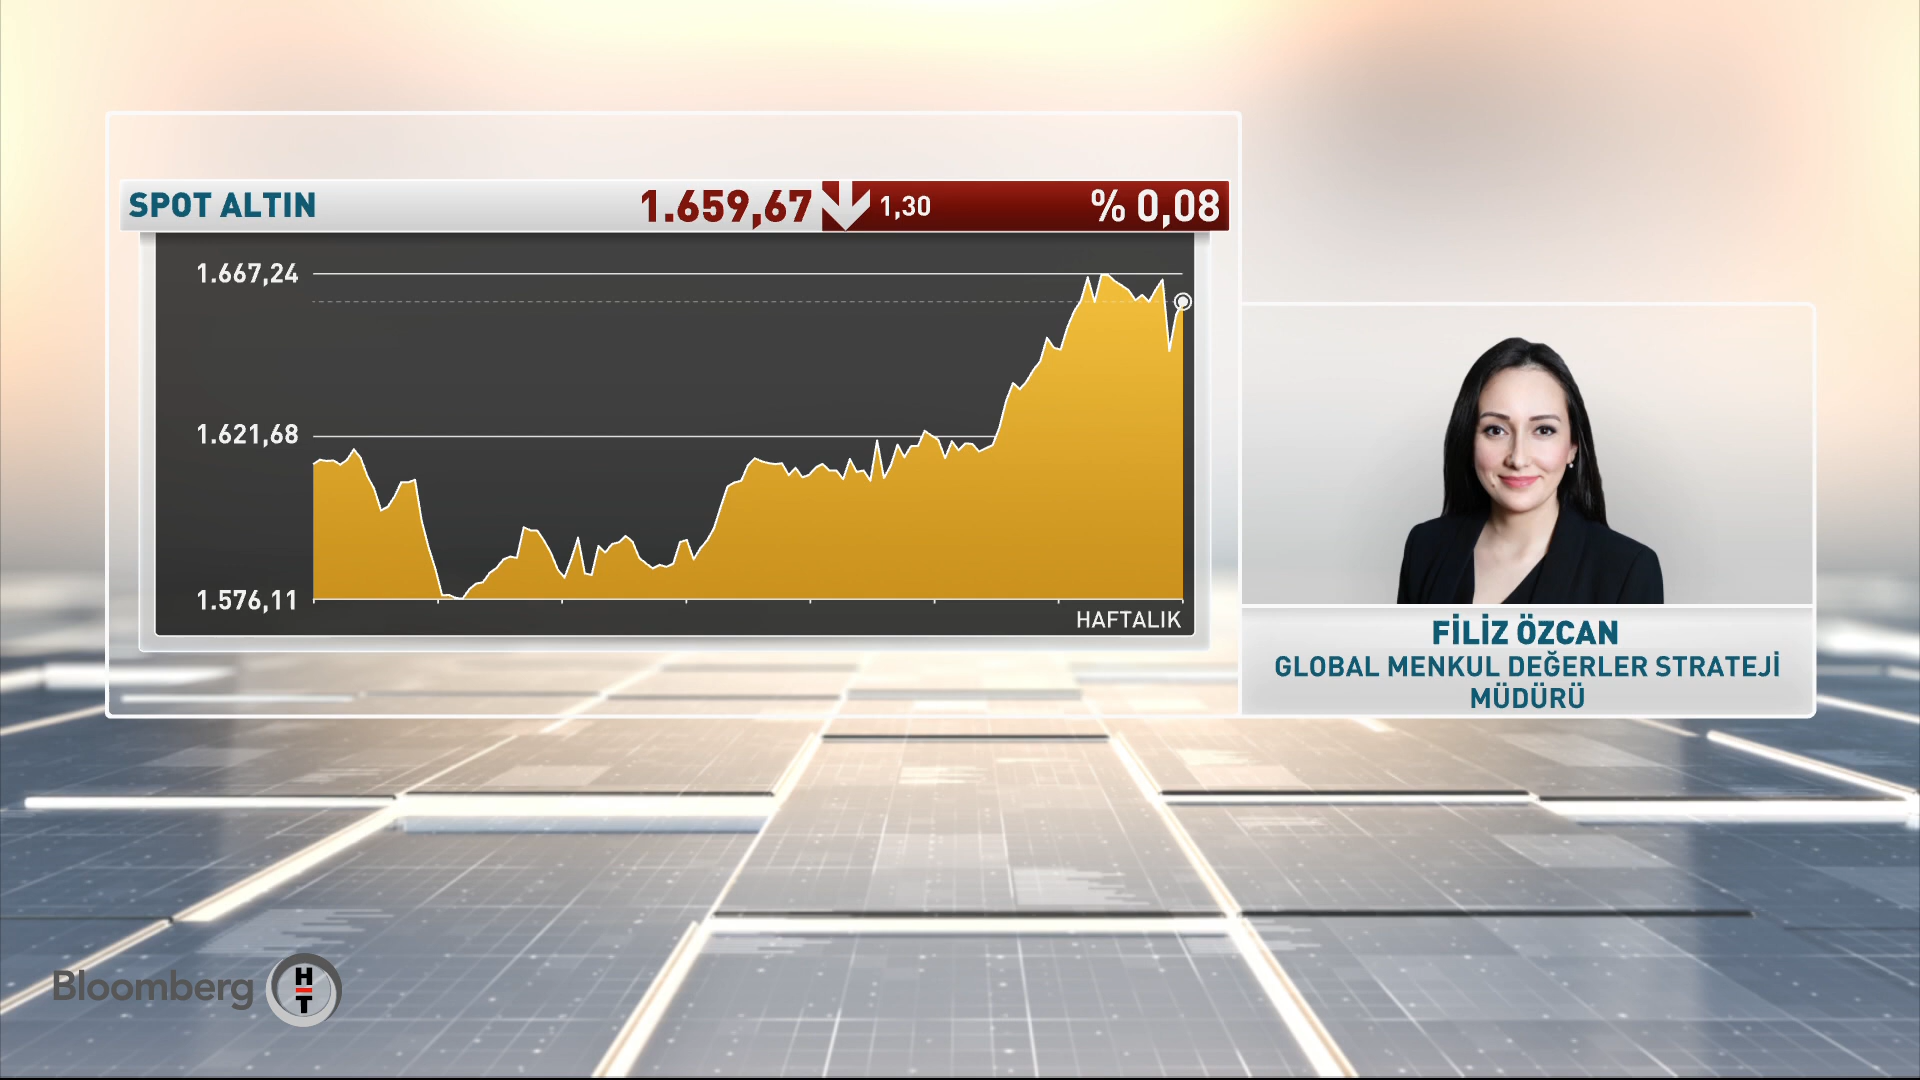 SPOT ALTIN 1.659,67 1,30 % 0,08
1.667,24
1.621,68
1.576,11
HAFTALIK
FİLİZ ÖZCAN
GLOBAL MENKUL DEĞERLER STRATEJİ
MÜDÜRÜ
Bloomberg HT